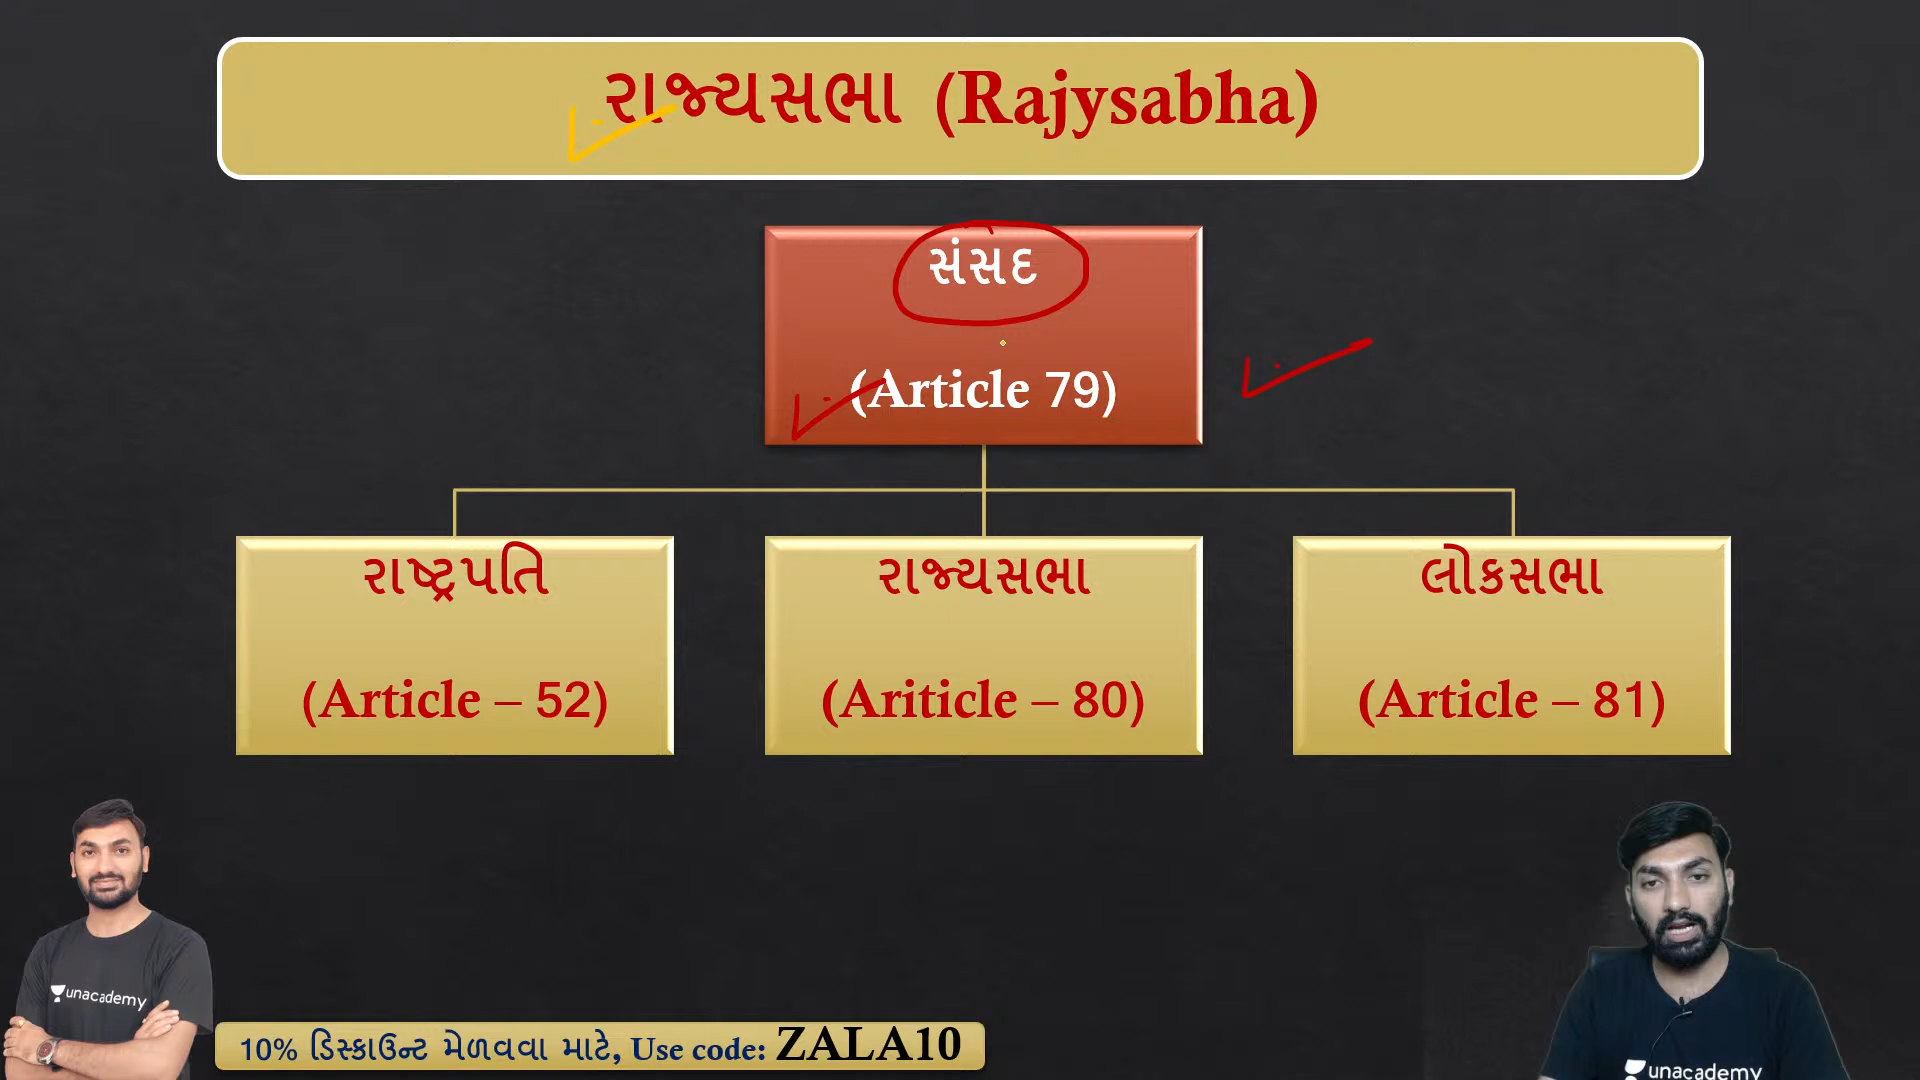 રાજ્યસભા (Rajysabha)
સંસદ
(Article 79)
રાષ્ટ્રપતિ
(Article – 52)
રાજ્યસભા
(Ariticle – 80)
લોકસભા
(Article – 81)
unacademy
10% ડિસ્કાઉન્ટ મેળવવા માટે, Use code: ZALA10
unacademy